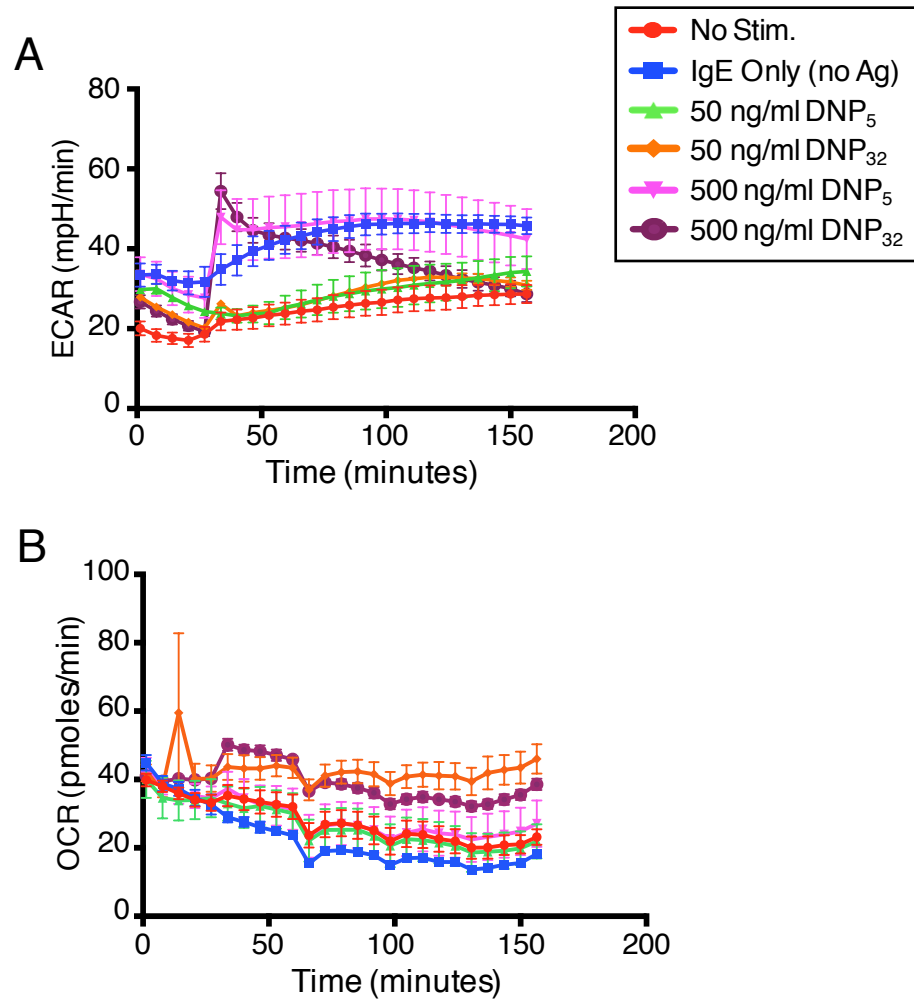 A
No Stim.
IgE Only (no Ag)
50 ng/ml DNP₅
50 ng/ml DNP₃₂
500 ng/ml DNP₅
500 ng/ml DNP₃₂
80
60
40
20
0
ECAR (mpH/min)
0 50 100 150 200
Time (minutes)
B
100
80
60
40
20
0
OCR (pmoles/min)
0 50 100 150 200
Time (minutes)